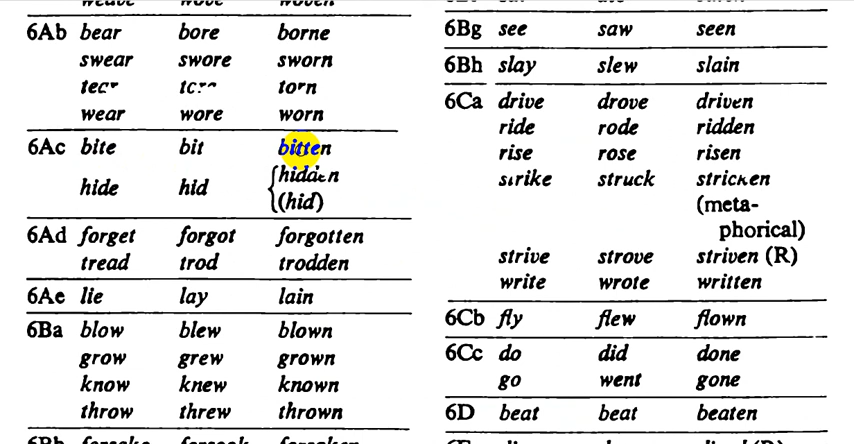 6Ab bear bore borne
swear swore sworn
tear tore torn
wear wore worn
6Ac bite bit bitten
hide hid {hidden
(hid)
6Ad forget forgot forgotten
tread trod trodden
6Ae lie lay lain
6Ba blow blew blown
grow grew grown
know knew known
throw threw thrown
6Bg see saw seen
6Bh slay slew slain
6Ca drive drove driven
ride rode ridden
rise rose risen
strike struck stricken
(meta-
phorical)
strive strove striven (R)
write wrote written
6Cb fly flew flown
6Cc do did done
go went gone
6D beat beat beaten